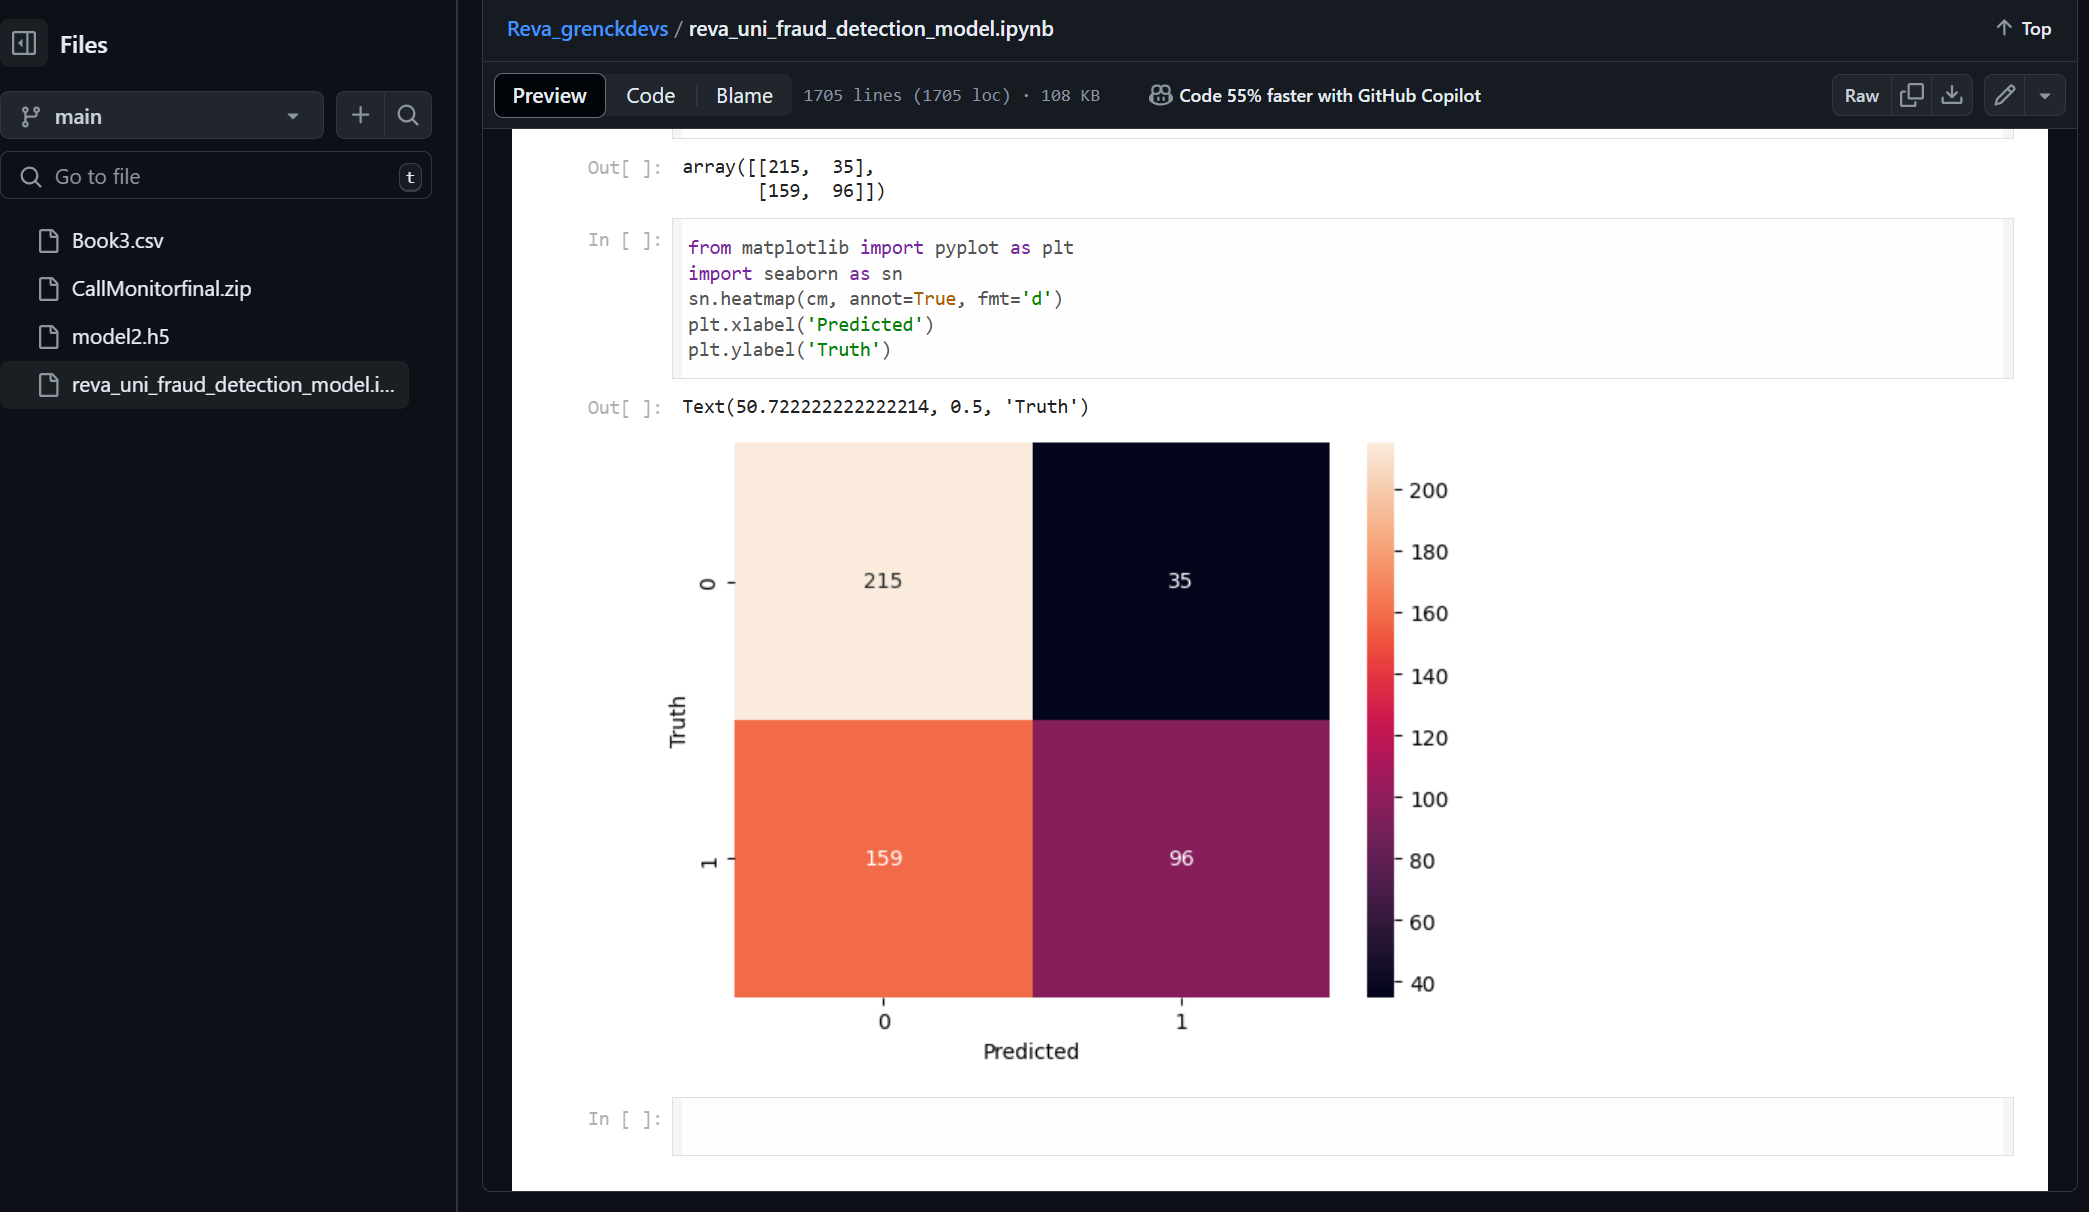 Files
main
Go to file
t
Book3.csv
CallMonitorfinal.zip
model2.h5
reva_uni_fraud_detection_model.i...
Reva_grenckdevs / reva_uni_fraud_detection_model.ipynb
Top
Preview
Code
Blame
1705 lines (1705 loc) · 108 KB
Code 55% faster with GitHub Copilot
Raw
Out[ ]: array([[215,  35],
[159,  96]])
In [ ]:
from matplotlib import pyplot as plt
import seaborn as sn
sn.heatmap(cm, annot=True, fmt='d')
plt.xlabel('Predicted')
plt.ylabel('Truth')
Out[ ]: Text(50.722222222222214, 0.5, 'Truth')
215
35
159
96
0
1
Truth
0
1
Predicted
200
180
160
140
120
100
80
60
40
In [ ]: